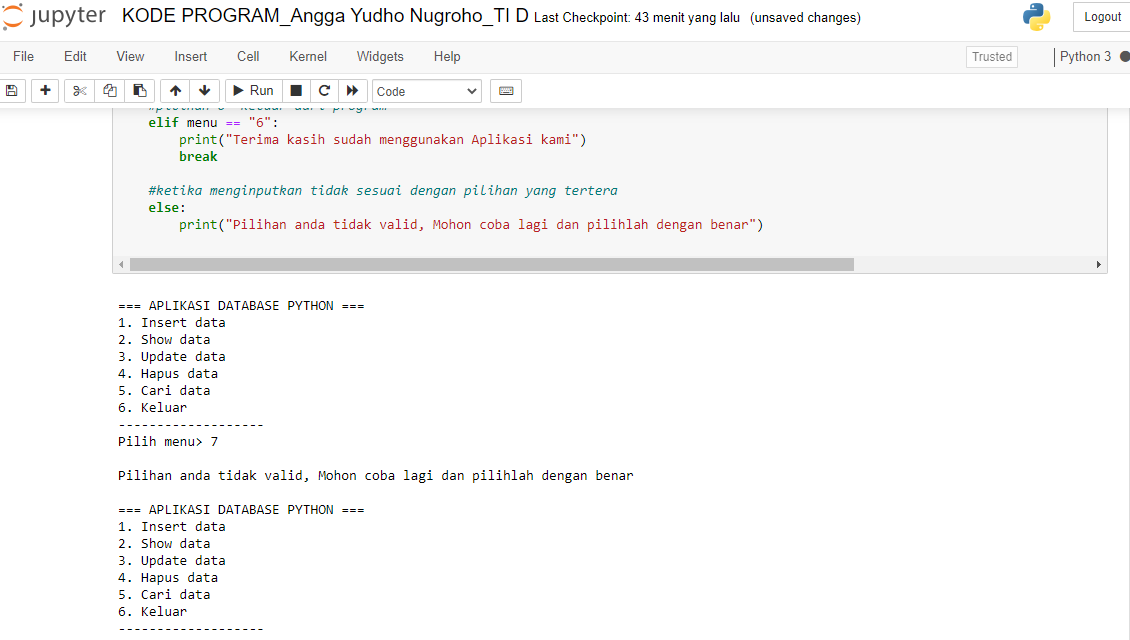 jupyter KODE PROGRAM_Angga Yudho Nugroho_TI D Last Checkpoint: 43 menit yang lalu (unsaved changes) Logout
File Edit View Insert Cell Kernel Widgets Help Trusted Python 3
Run Code
elif menu == "6":
print("Terima kasih sudah menggunakan Aplikasi kami")
break
#ketika menginputkan tidak sesuai dengan pilihan yang tertera
else:
print("Pilihan anda tidak valid, Mohon coba lagi dan pilihlah dengan benar")
=== APLIKASI DATABASE PYTHON ===
1. Insert data
2. Show data
3. Update data
4. Hapus data
5. Cari data
6. Keluar
-------------------
Pilih menu> 7
Pilihan anda tidak valid, Mohon coba lagi dan pilihlah dengan benar
=== APLIKASI DATABASE PYTHON ===
1. Insert data
2. Show data
3. Update data
4. Hapus data
5. Cari data
6. Keluar
-------------------